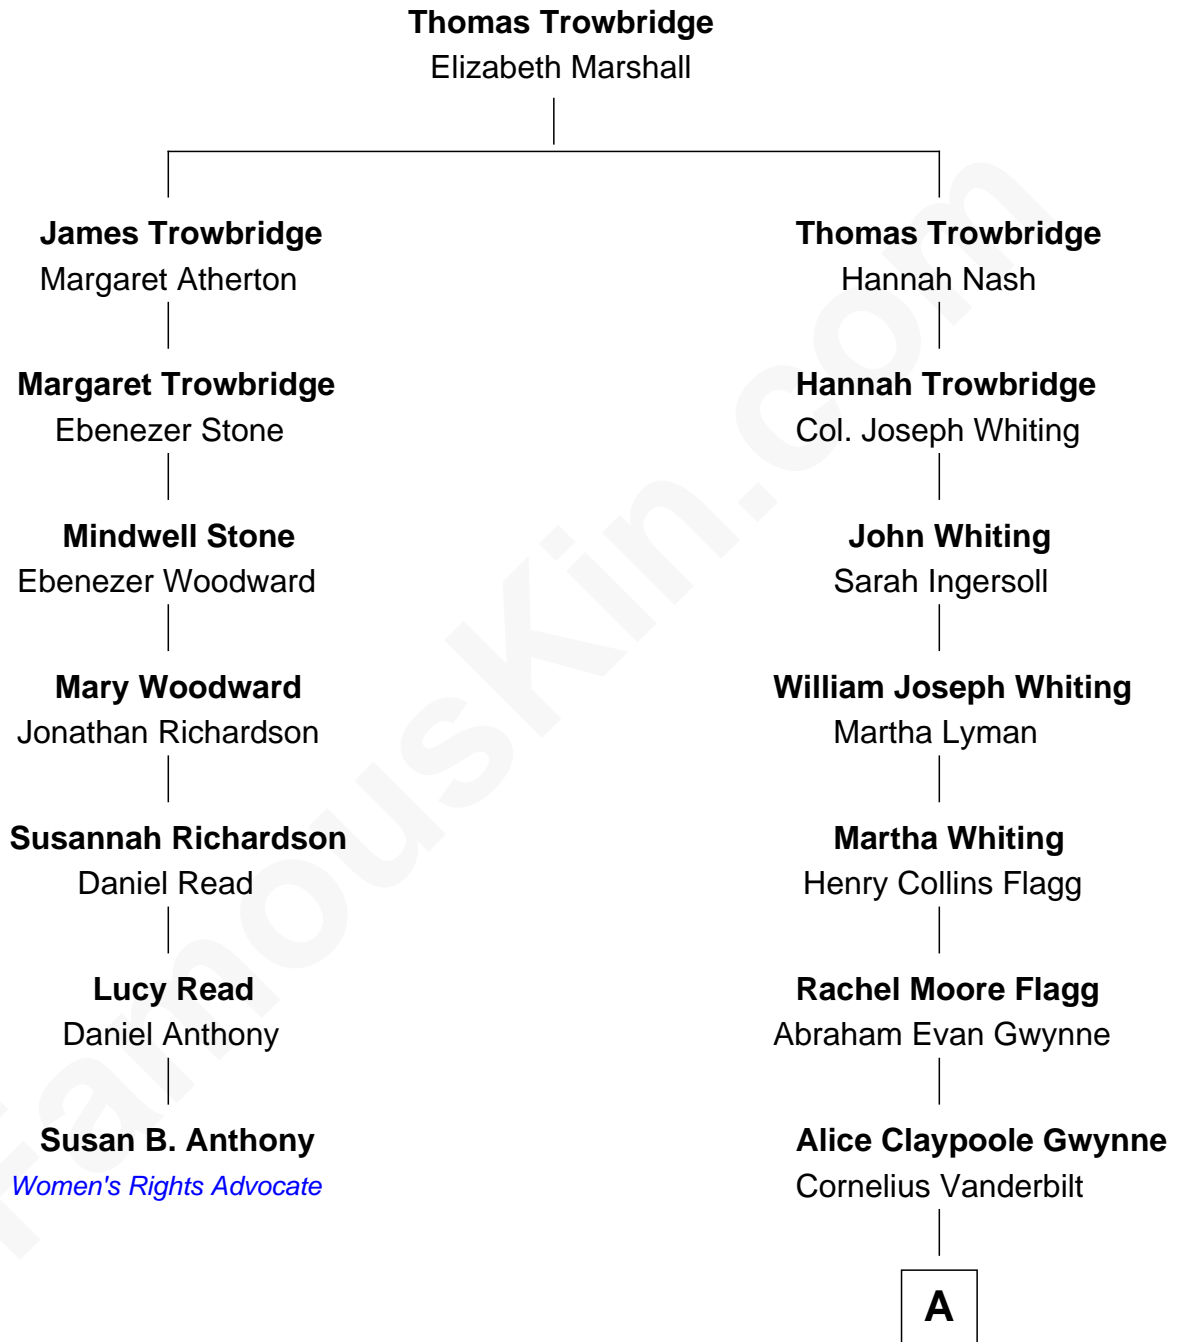 Thomas Trowbridge
Elizabeth Marshall
James Trowbridge
Margaret Atherton
Thomas Trowbridge
Hannah Nash
Margaret Trowbridge
Ebenezer Stone
Hannah Trowbridge
Col. Joseph Whiting
Mindwell Stone
Ebenezer Woodward
John Whiting
Sarah Ingersoll
Mary Woodward
Jonathan Richardson
William Joseph Whiting
Martha Lyman
Susannah Richardson
Daniel Read
Martha Whiting
Henry Collins Flagg
Lucy Read
Daniel Anthony
Rachel Moore Flagg
Abraham Evan Gwynne
Susan B. Anthony
Women's Rights Advocate
Alice Claypoole Gwynne
Cornelius Vanderbilt
A
FamousKin.com